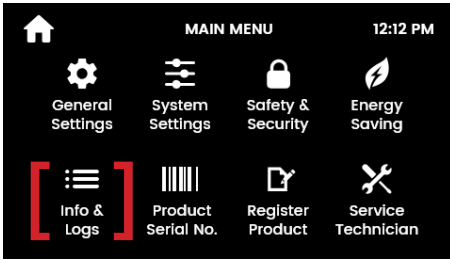 MAIN MENU 12:12 PM
General Settings
System Settings
Safety & Security
Energy Saving
Info & Logs
Product Serial No.
Register Product
Service Technician